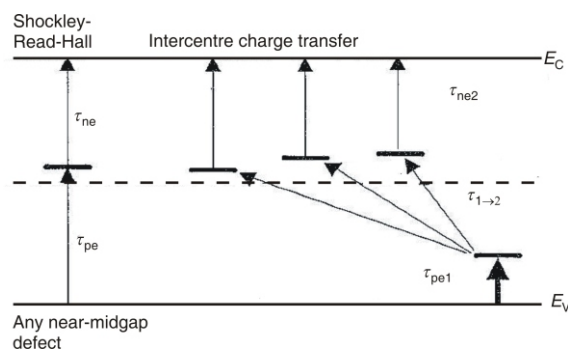 Shockley-
Read-Hall
Intercentre charge transfer
E_C
τ_ne
τ_ne2
τ_1→2
τ_pe
τ_pe1
E_V
Any near-midgap
defect